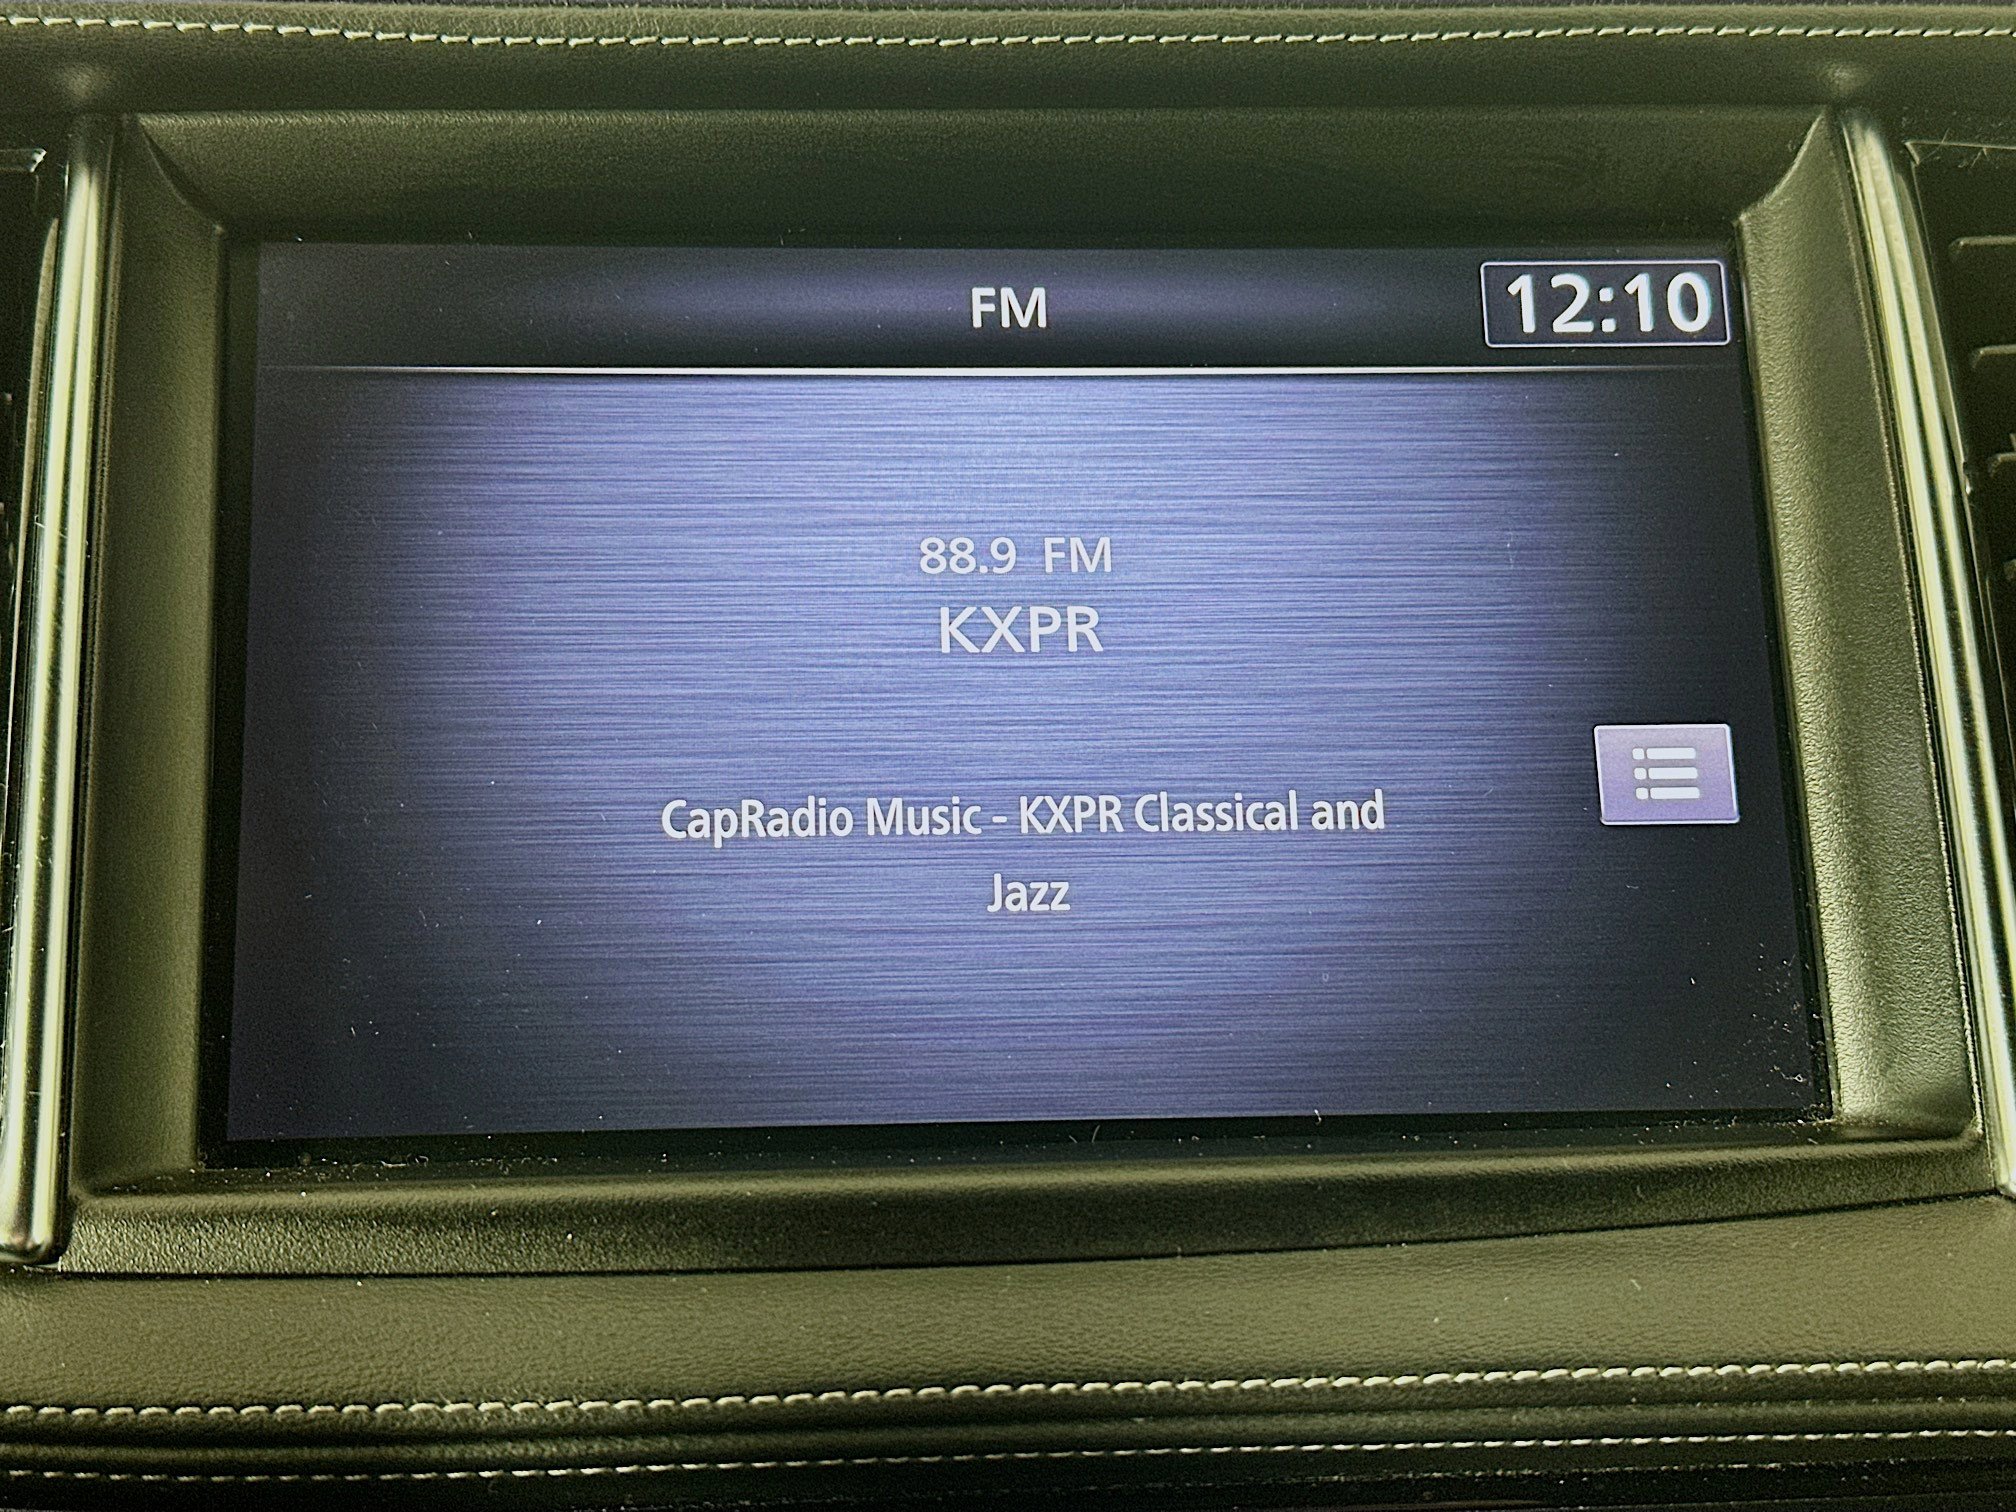 FM
12:10
88.9 FM
KXPR
CapRadio Music - KXPR Classical and
Jazz